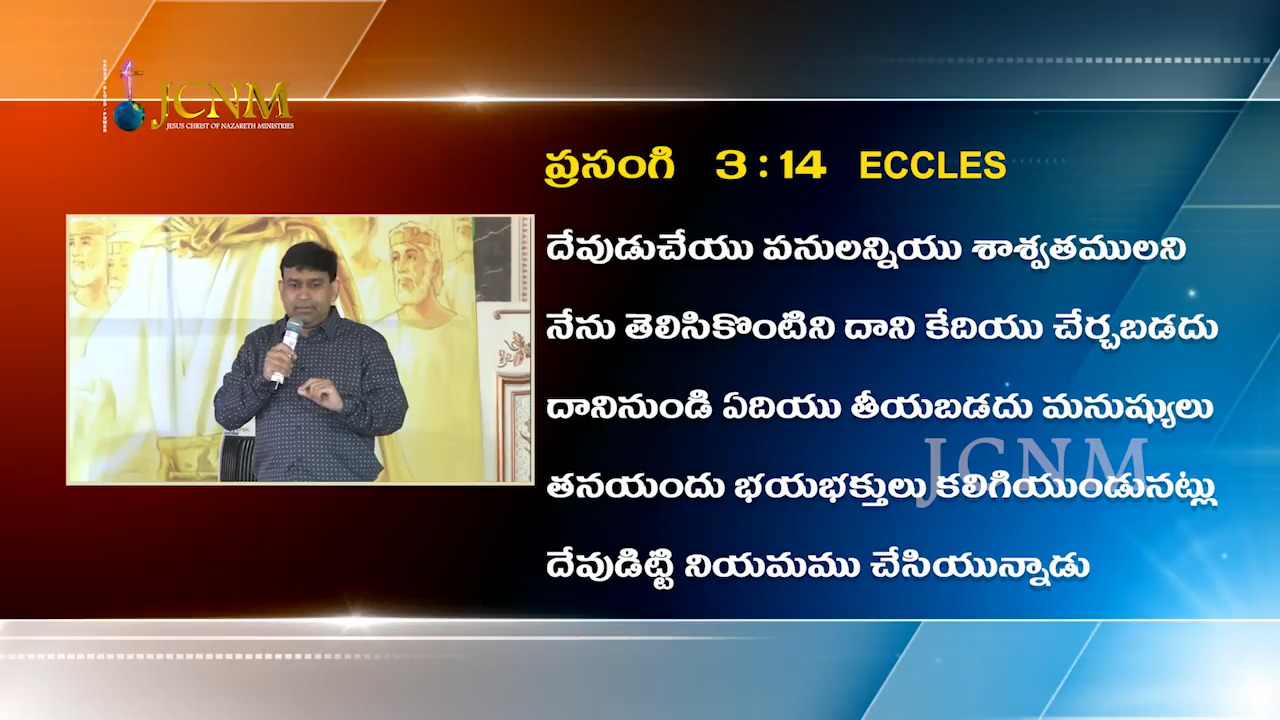 JCNM
JESUS CHRIST OF NAZARETH MINISTRIES
ప్రసంగి 3 : 14 ECCLES
దేవుడుచేయు పనులన్నియు శాశ్వతములని
నేను తెలిసికొంటిని దాని కేదియు చేర్చబడదు
దానినుండి ఏదియు తీయబడదు మనుష్యులు
తనయందు భయభక్తులు కలిగియుండునట్లు
దేవుడిట్టి నియమము చేసియున్నాడు
JCNM